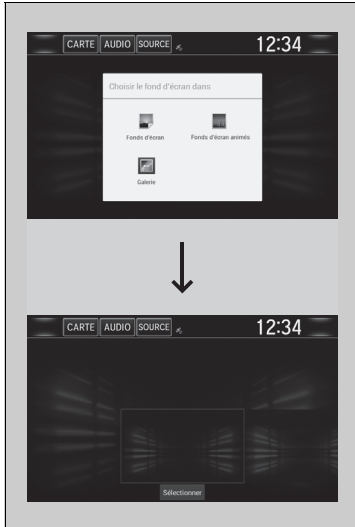 CARTE AUDIO SOURCE 12:34
Choisir le fond d'écran dans
Fonds d'écran Fonds d'écran animés
Galerie
CARTE AUDIO SOURCE 12:34
Sélectionner